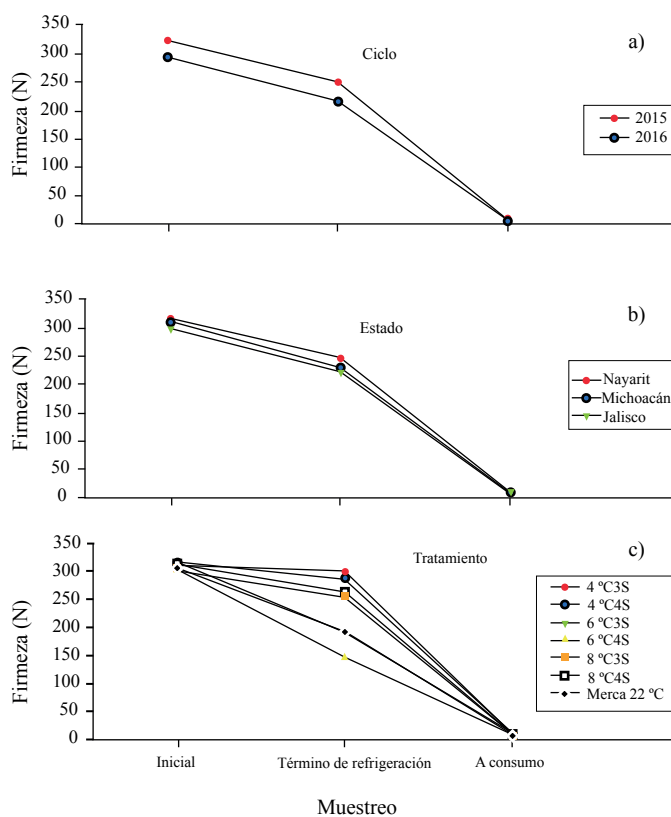 a)
Ciclo
Firmeza (N)
350
300
250
200
150
100
50
0
2015
2016
b)
Estado
Firmeza (N)
350
300
250
200
150
100
50
0
Nayarit
Michoacán
Jalisco
c)
Tratamiento
Firmeza (N)
350
300
250
200
150
100
50
0
4 ºC3S
4 ºC4S
6 ºC3S
6 ºC4S
8 ºC3S
8 ºC4S
Merca 22 ºC
Inicial
Término de refrigeración
A consumo
Muestreo